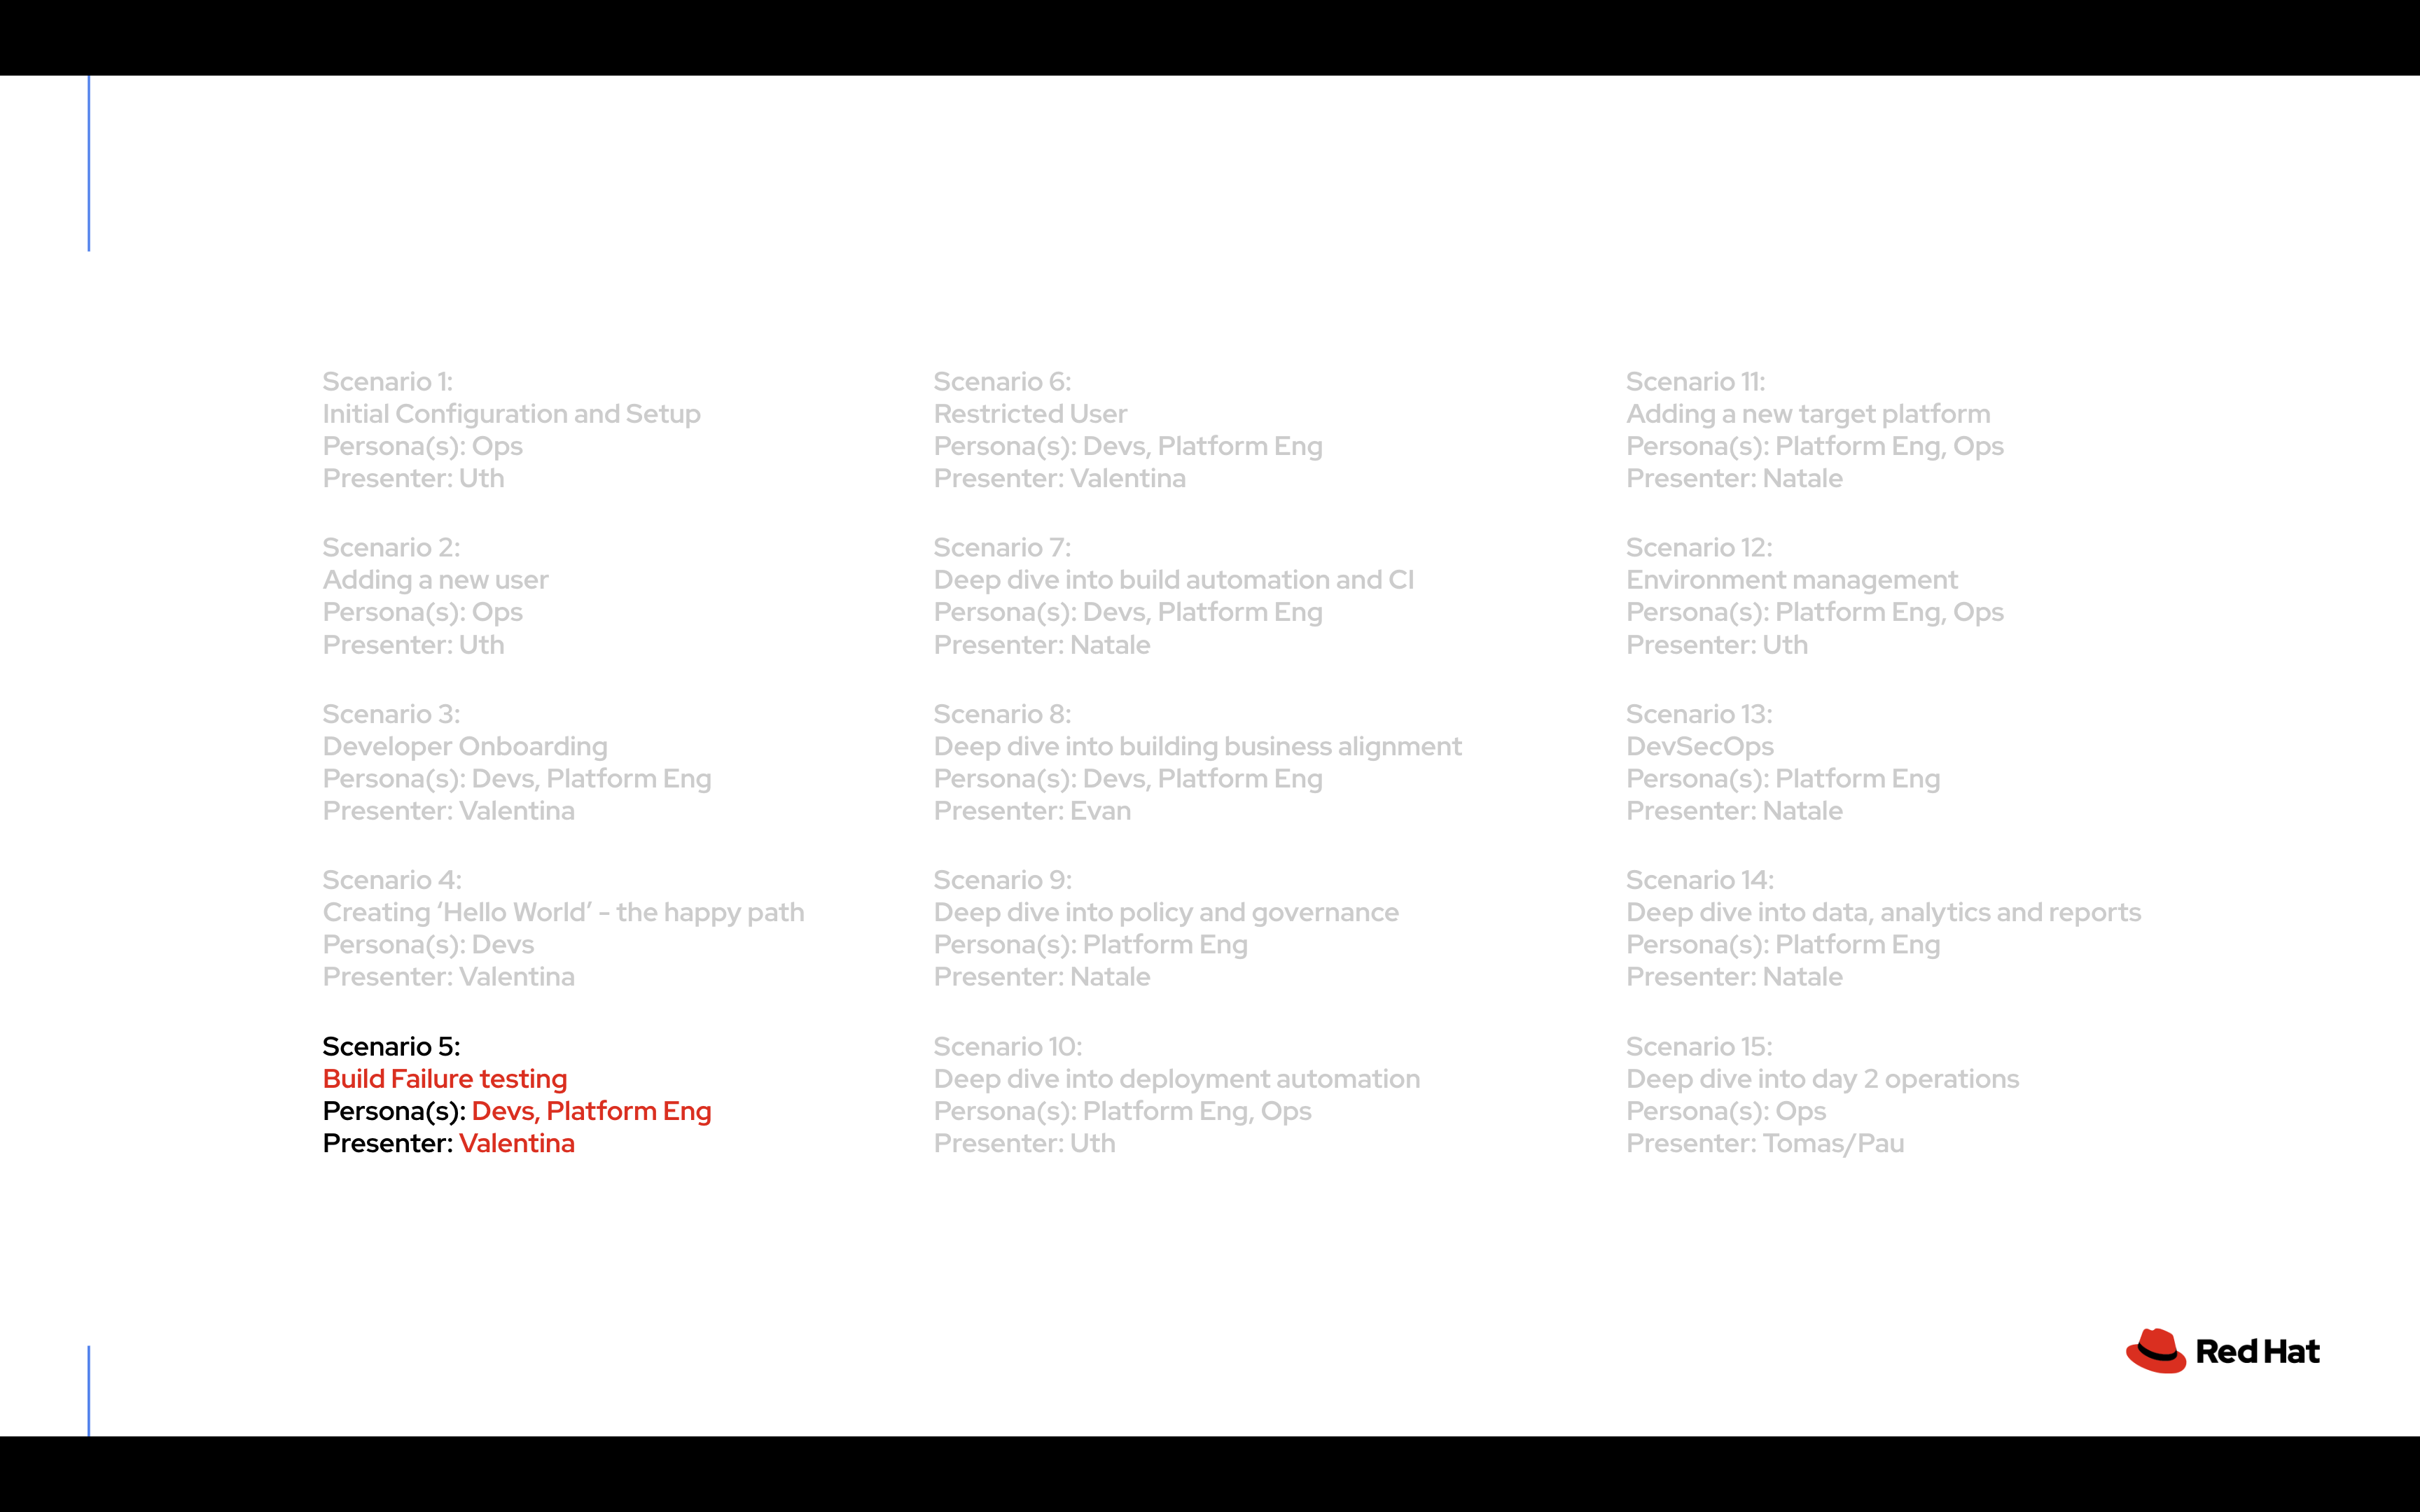 Scenario 1:
Initial Configuration and Setup
Persona(s): Ops
Presenter: Uth
Scenario 2:
Adding a new user
Persona(s): Ops
Presenter: Uth
Scenario 3:
Developer Onboarding
Persona(s): Devs, Platform Eng
Presenter: Valentina
Scenario 4:
Creating ‘Hello World’ - the happy path
Persona(s): Devs
Presenter: Valentina
Scenario 5:
Build Failure testing
Persona(s): Devs, Platform Eng
Presenter: Valentina
Scenario 6:
Restricted User
Persona(s): Devs, Platform Eng
Presenter: Valentina
Scenario 7:
Deep dive into build automation and CI
Persona(s): Devs, Platform Eng
Presenter: Natale
Scenario 8:
Deep dive into building business alignment
Persona(s): Devs, Platform Eng
Presenter: Evan
Scenario 9:
Deep dive into policy and governance
Persona(s): Platform Eng
Presenter: Natale
Scenario 10:
Deep dive into deployment automation
Persona(s): Platform Eng, Ops
Presenter: Uth
Scenario 11:
Adding a new target platform
Persona(s): Platform Eng, Ops
Presenter: Natale
Scenario 12:
Environment management
Persona(s): Platform Eng, Ops
Presenter: Uth
Scenario 13:
DevSecOps
Persona(s): Platform Eng
Presenter: Natale
Scenario 14:
Deep dive into data, analytics and reports
Persona(s): Platform Eng
Presenter: Natale
Scenario 15:
Deep dive into day 2 operations
Persona(s): Ops
Presenter: Tomas/Pau
Red Hat